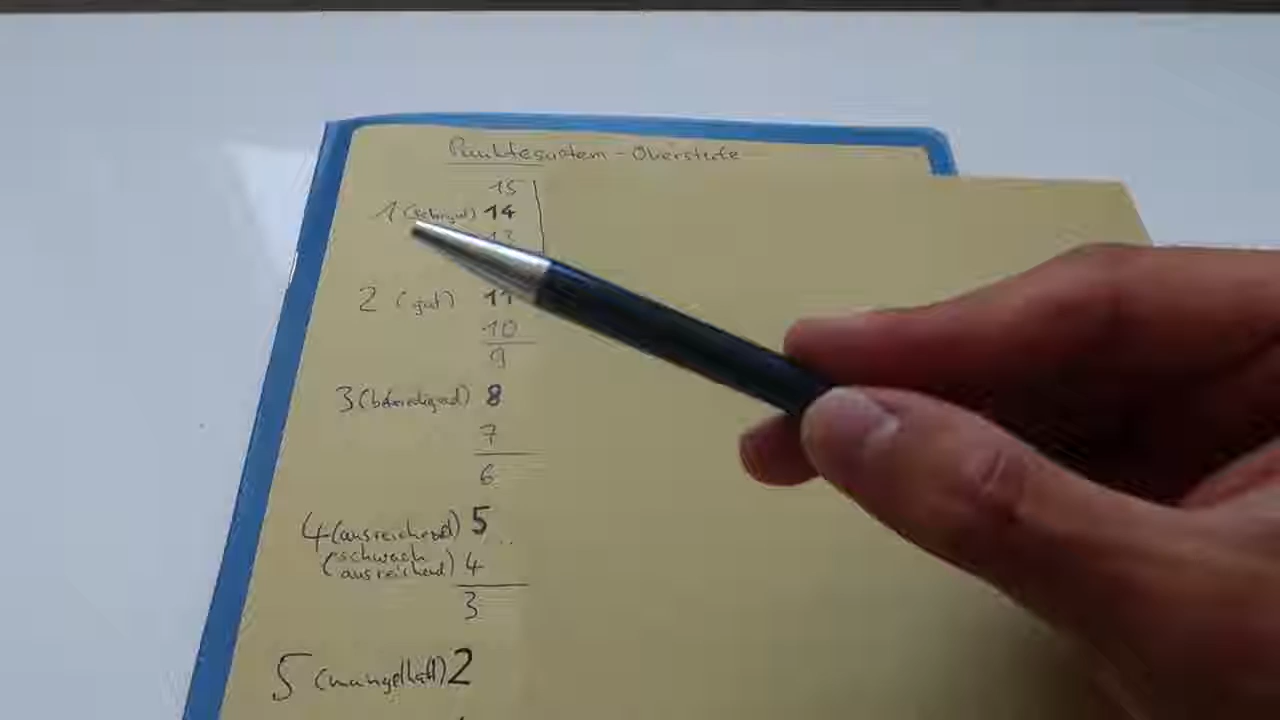 Punktesystem - Oberstufe
15
1 (sehr gut) 14
13
2 (gut) 11
10
9
3 (befriedigend) 8
7
6
4 (ausreichend) 5
(schwach
ausreichend) 4
3
5 (mangelhaft) 2